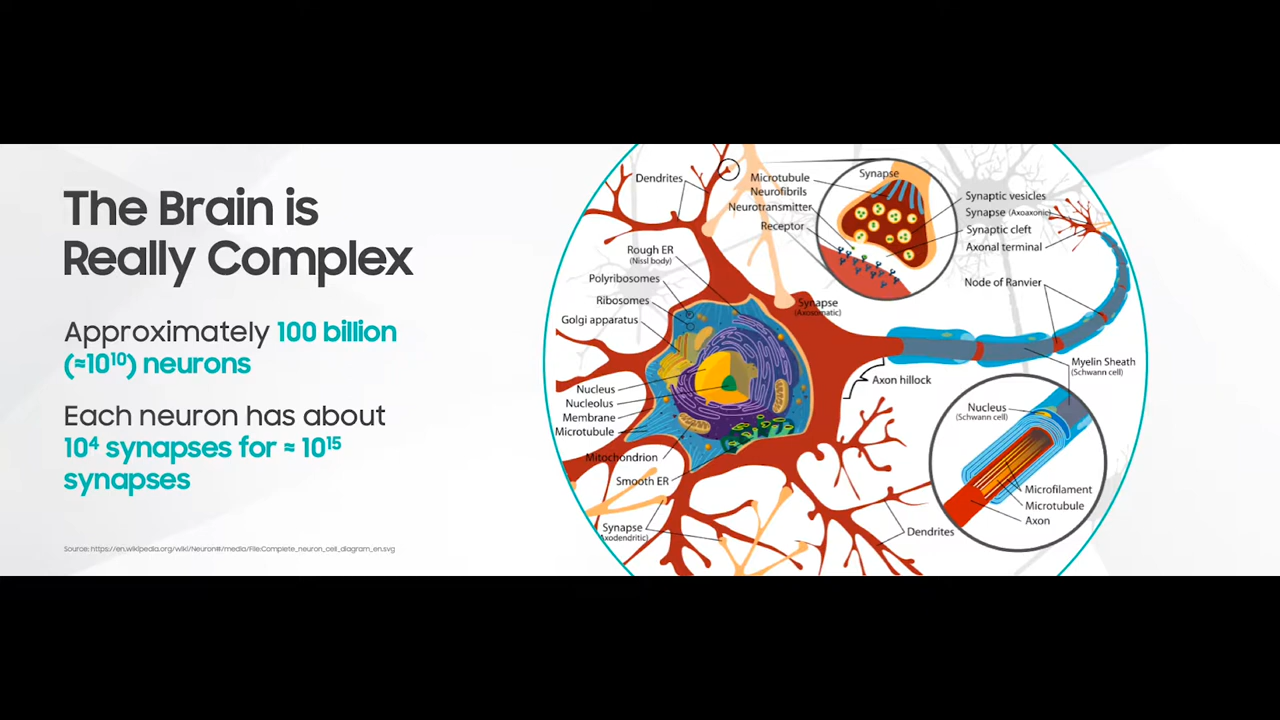 The Brain is
Really Complex
Approximately 100 billion
(≈10¹⁰) neurons
Each neuron has about
10⁴ synapses for ≈ 10¹⁵
synapses
Source: https://en.wikipedia.org/wiki/Neuron#/media/File:Complete_neuron_cell_diagram_en.svg
Dendrites
Microtubule
Neurofibrils
Neurotransmitter
Receptor
Synapse
Synaptic vesicles
Synapse (Axoaxonic)
Synaptic cleft
Axonal terminal
Rough ER
(Nissl body)
Polyribosomes
Ribosomes
Golgi apparatus
Synapse
(Axosomatic)
Node of Ranvier
Myelin Sheath
(Schwann cell)
Axon hillock
Nucleus
Nucleolus
Membrane
Microtubule
Mitochondrion
Smooth ER
Synapse
(Axodendritic)
Nucleus
(Schwann cell)
Microfilament
Microtubule
Axon
Dendrites